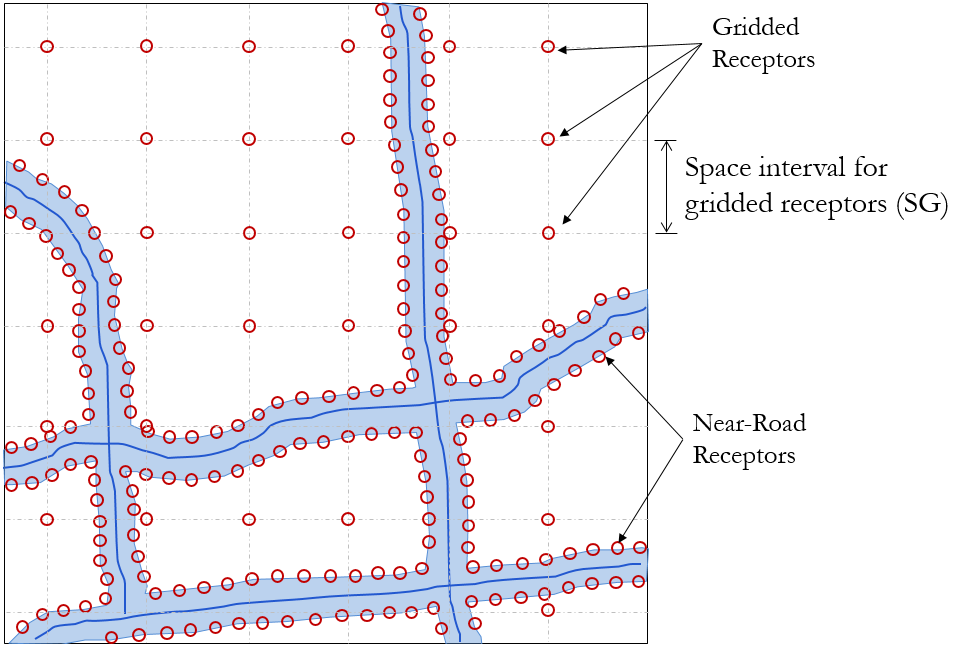 Gridded
Receptors
Space interval for
gridded receptors (SG)
Near-Road
Receptors